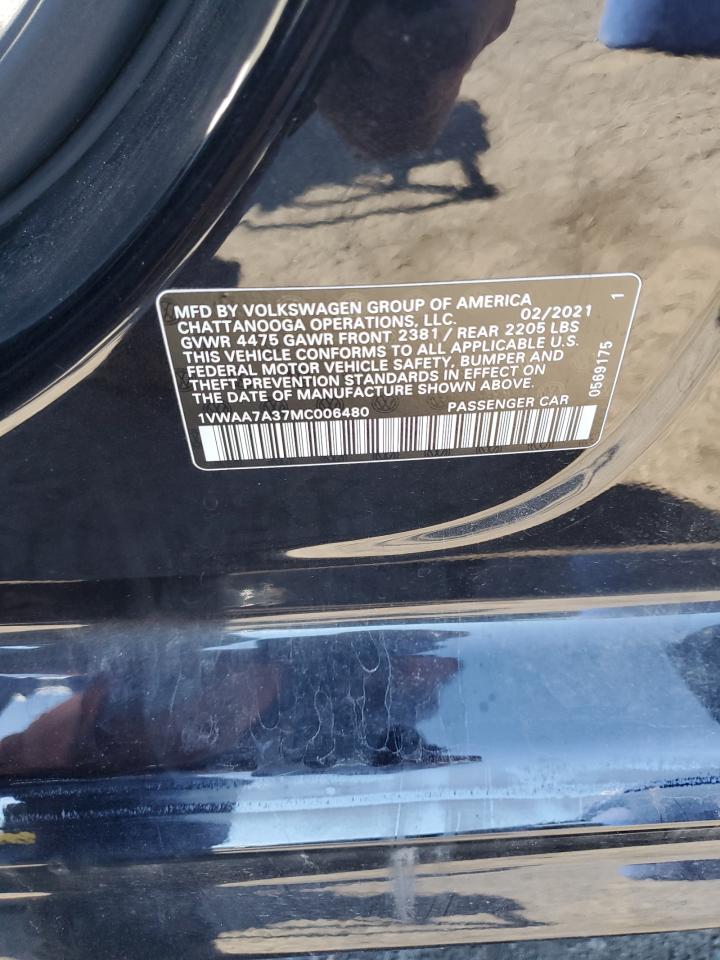 MFD BY VOLKSWAGEN GROUP OF AMERICA
CHATTANOOGA OPERATIONS, LLC. 02/2021 1
GVWR 4475 GAWR FRONT 2381 / REAR 2205 LBS
THIS VEHICLE CONFORMS TO ALL APPLICABLE U.S.
FEDERAL MOTOR VEHICLE SAFETY, BUMPER AND
THEFT PREVENTION STANDARDS IN EFFECT ON
THE DATE OF MANUFACTURE SHOWN ABOVE.
1VWAA7A37MC006480 PASSENGER CAR
0569175